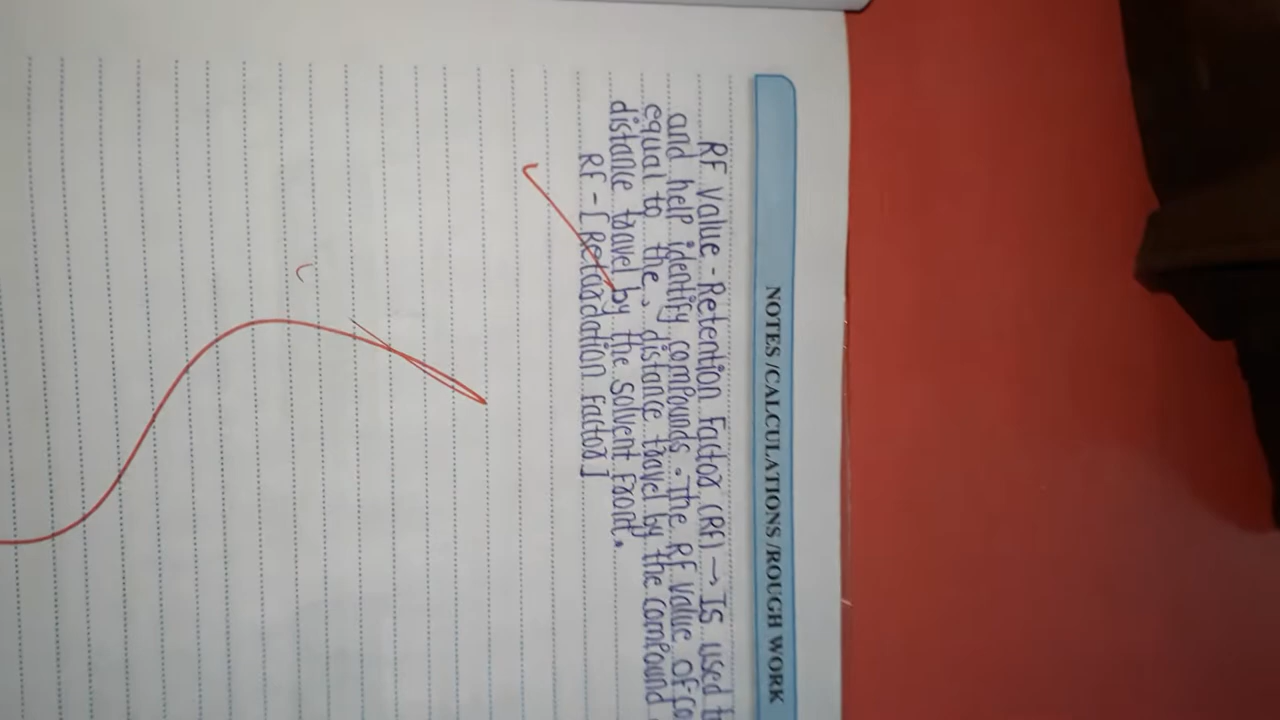 NOTES/CALCULATIONS/ROUGH WORK
RF Value - Retention Factor (RF) → Is used
and help identify compounds. The RF value of
equal to the, distance travel by the compound
distance travel by the solvent front.
RF - [Retardation Factor]